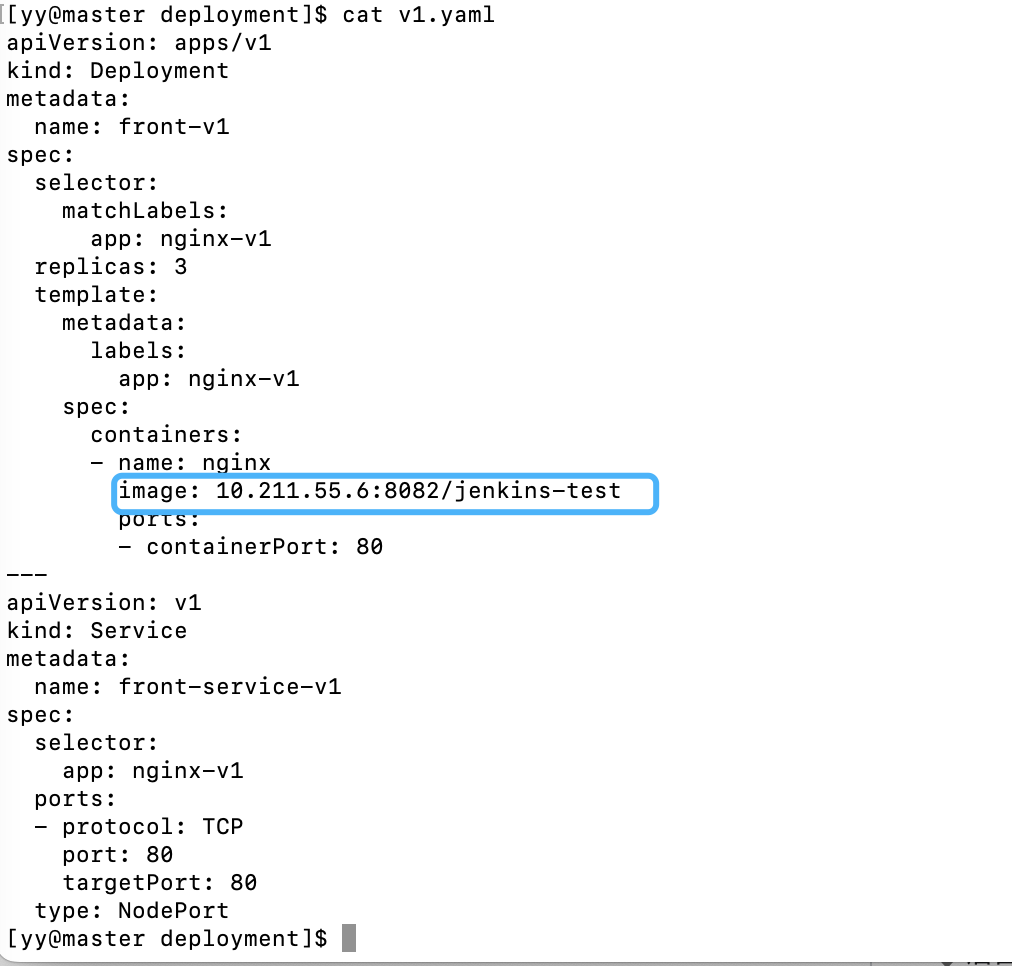 [[yy@master deployment]$ cat v1.yaml
apiVersion: apps/v1
kind: Deployment
metadata:
  name: front-v1
spec:
  selector:
    matchLabels:
      app: nginx-v1
  replicas: 3
  template:
    metadata:
      labels:
        app: nginx-v1
    spec:
      containers:
      - name: nginx
        image: 10.211.55.6:8082/jenkins-test
        ports:
        - containerPort: 80
---
apiVersion: v1
kind: Service
metadata:
  name: front-service-v1
spec:
  selector:
    app: nginx-v1
  ports:
  - protocol: TCP
    port: 80
    targetPort: 80
  type: NodePort
[yy@master deployment]$